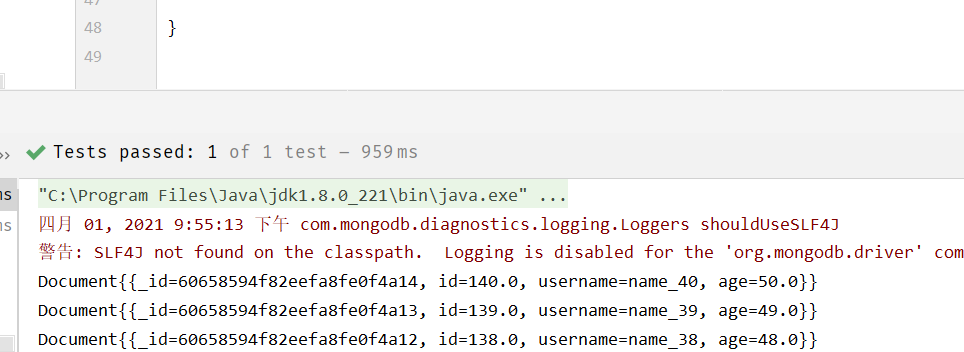 47
48 }
49
Tests passed: 1 of 1 test – 959 ms
ms "C:\Program Files\Java\jdk1.8.0_221\bin\java.exe" ...
ms 四月 01, 2021 9:55:13 下午 com.mongodb.diagnostics.logging.Loggers shouldUseSLF4J
警告: SLF4J not found on the classpath.  Logging is disabled for the 'org.mongodb.driver' com
Document{{_id=60658594f82eefa8fe0f4a14, id=140.0, username=name_40, age=50.0}}
Document{{_id=60658594f82eefa8fe0f4a13, id=139.0, username=name_39, age=49.0}}
Document{{_id=60658594f82eefa8fe0f4a12, id=138.0, username=name_38, age=48.0}}